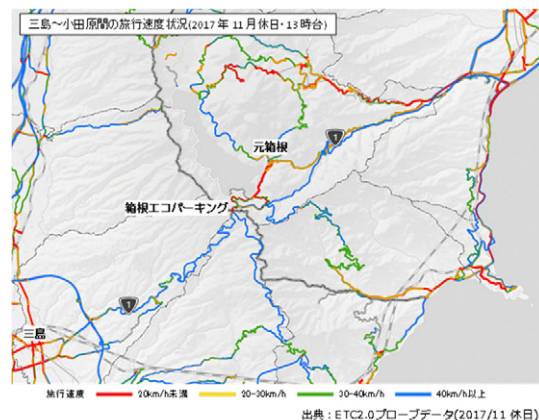 三島～小田原間の旅行速度状況(2017年11月休日・13時台)
1
元箱根
箱根エコパーキング
1
三島
旅行速度 20km/h未満 20-30km/h 30-40km/h 40km/h以上
出典：ETC2.0プローブデータ(2017/11 休日)